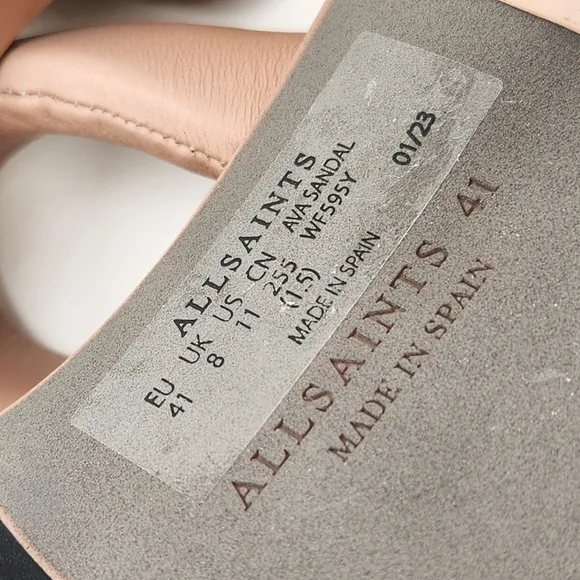 ALLSAINTS
EU UK US CN AVA SANDAL
41 8 11 255 WF595Y
(1.5)
MADE IN SPAIN
01/23
ALLSAINTS 41
MADE IN SPAIN